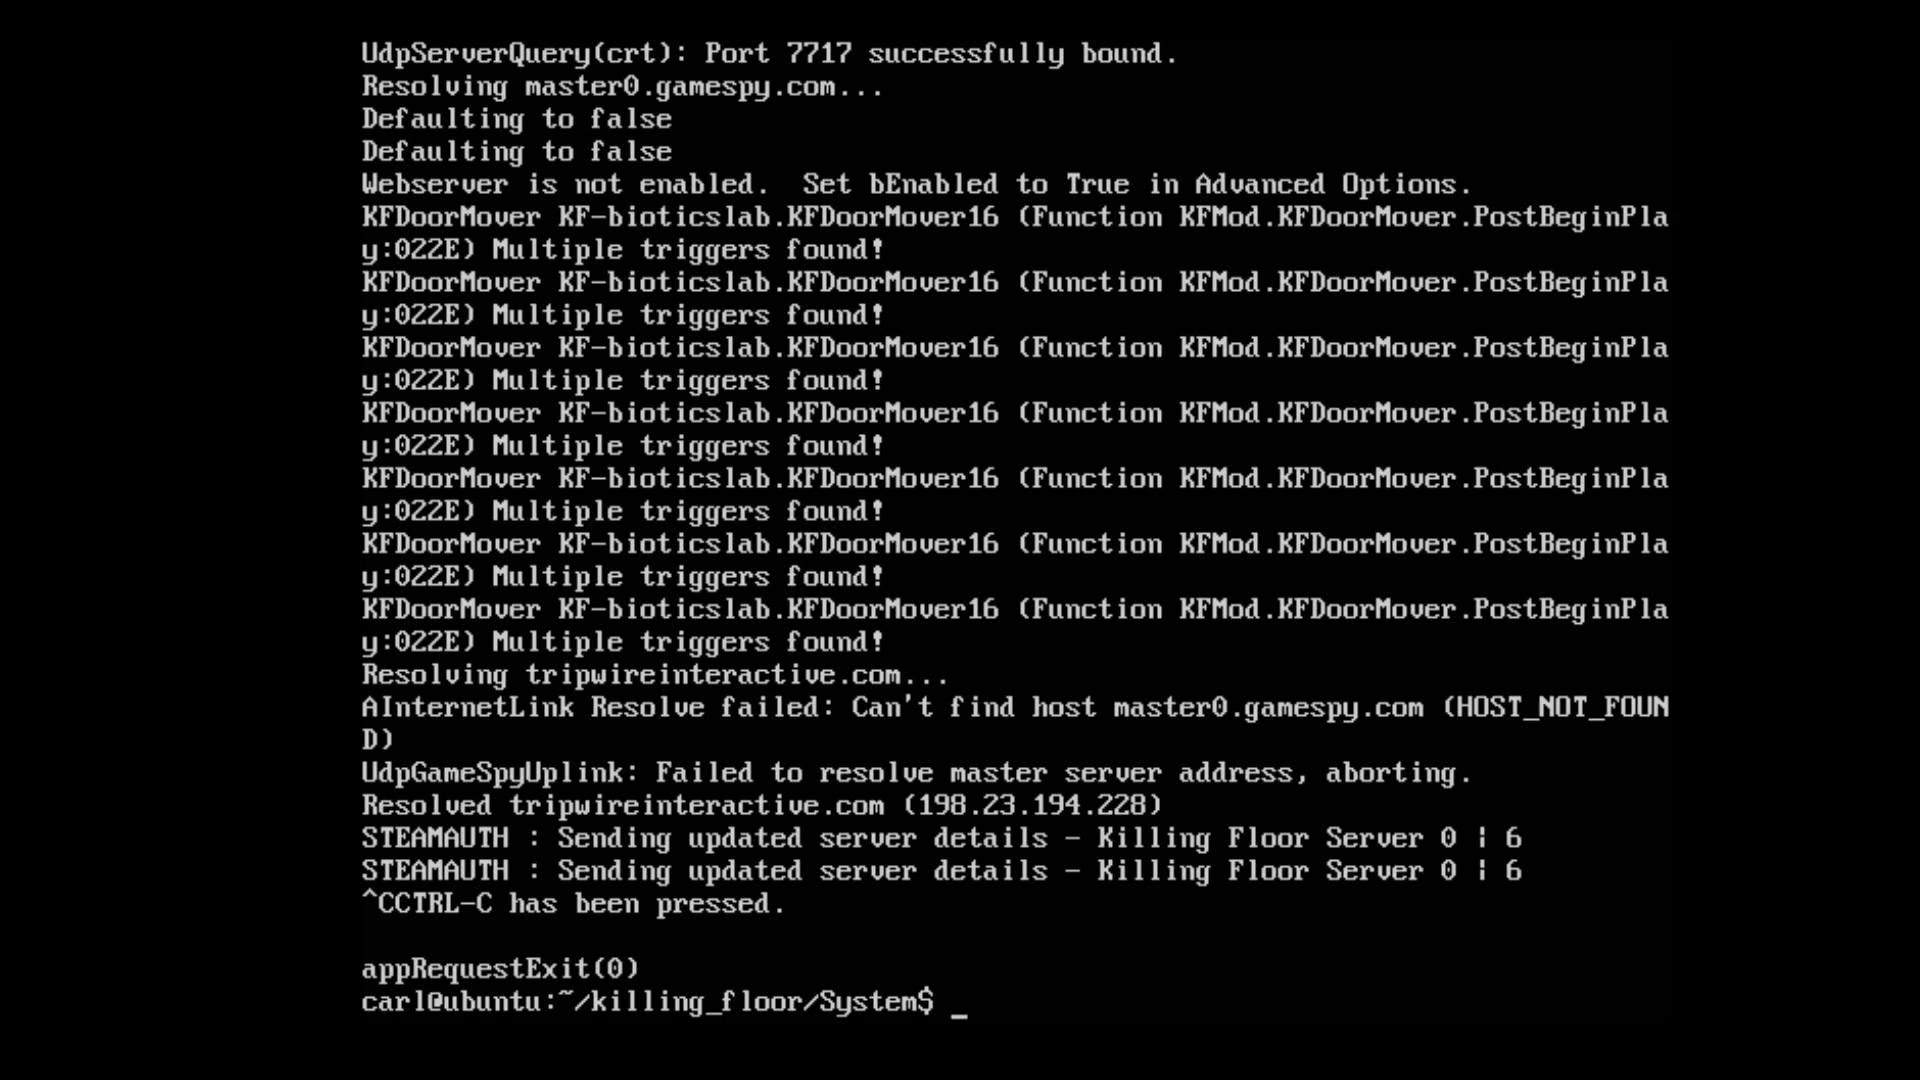 UdpServerQuery(crt): Port 7717 successfully bound.
Resolving master0.gamespy.com...
Defaulting to false
Defaulting to false
Webserver is not enabled.  Set bEnabled to True in Advanced Options.
KFDoorMover KF-bioticslab.KFDoorMover16 (Function KFMod.KFDoorMover.PostBeginPla
y:022E) Multiple triggers found!
KFDoorMover KF-bioticslab.KFDoorMover16 (Function KFMod.KFDoorMover.PostBeginPla
y:022E) Multiple triggers found!
KFDoorMover KF-bioticslab.KFDoorMover16 (Function KFMod.KFDoorMover.PostBeginPla
y:022E) Multiple triggers found!
KFDoorMover KF-bioticslab.KFDoorMover16 (Function KFMod.KFDoorMover.PostBeginPla
y:022E) Multiple triggers found!
KFDoorMover KF-bioticslab.KFDoorMover16 (Function KFMod.KFDoorMover.PostBeginPla
y:022E) Multiple triggers found!
KFDoorMover KF-bioticslab.KFDoorMover16 (Function KFMod.KFDoorMover.PostBeginPla
y:022E) Multiple triggers found!
KFDoorMover KF-bioticslab.KFDoorMover16 (Function KFMod.KFDoorMover.PostBeginPla
y:022E) Multiple triggers found!
Resolving tripwireinteractive.com...
AInternetLink Resolve failed: Can't find host master0.gamespy.com (HOST_NOT_FOUN
D)
UdpGameSpyUplink: Failed to resolve master server address, aborting.
Resolved tripwireinteractive.com (198.23.194.228)
STEAMAUTH : Sending updated server details - Killing Floor Server 0 | 6
STEAMAUTH : Sending updated server details - Killing Floor Server 0 | 6
^CCTRL-C has been pressed.
appRequestExit(0)
carl@ubuntu:~/killing_floor/System$ _